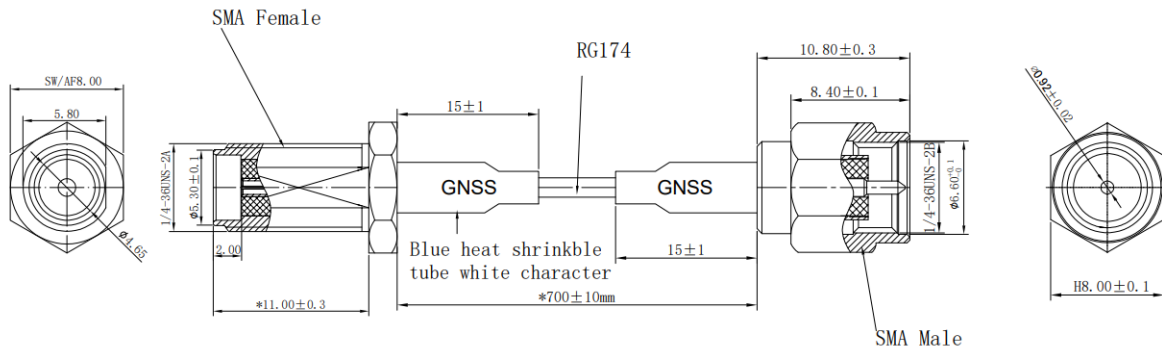 SMA Female
RG174
10.80±0.3
SW/AF8.00
8.40±0.1
Ø0.92±0.02
15±1
5.80
1/4-36UNS-2A
Ø5.30±0.1
GNSS
GNSS
1/4-36UNS-2B
Ø6.60+0.1 -0
Ø4.65
2.00
Blue heat shrinkble
tube white character
15±1
*11.00±0.3
*700±10mm
H8.00±0.1
SMA Male